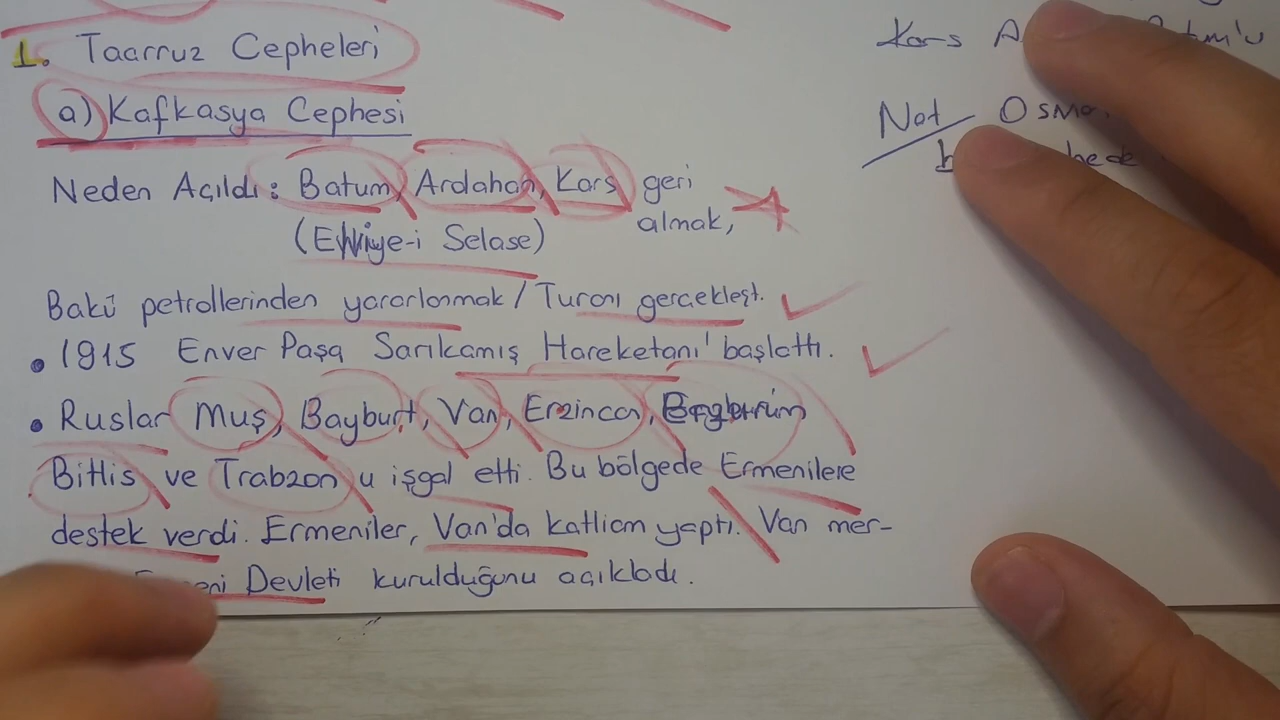 1. Taarruz Cepheleri
a) Kafkasya Cephesi
Neden Açıldı: Batum, Ardahan, Kars geri
almak,
(Elviye-i Selase)
Bakü petrollerinden yararlanmak / Turanı gerçekleşt.
• 1915 Enver Paşa Sarıkamış Hareketanı' başlattı.
• Ruslar Muş, Bayburt, Van, Erzincan,
Bitlis ve Trabzon u işgal etti. Bu bölgede Ermenilere
destek verdi. Ermeniler, Van'da katliam yaptı. Van mer-
Devleti kurulduğunu açıkladı.
Kars
Not